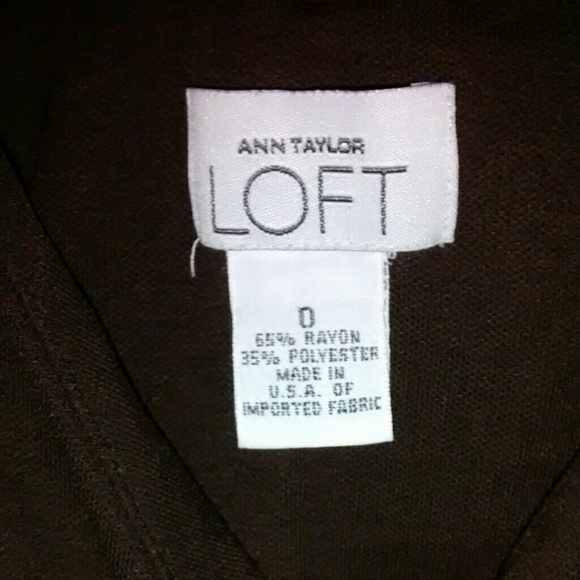 ANN TAYLOR
LOFT
0
65% RAYON
35% POLYESTER
MADE IN
U.S.A. OF
IMPORTED FABRIC